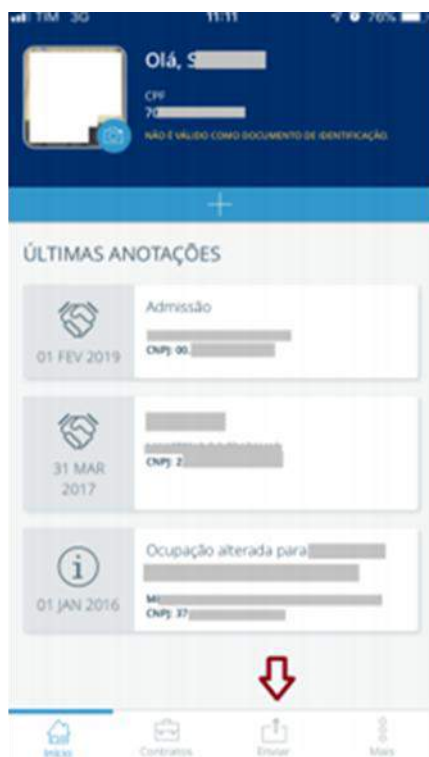 TIM 3G 11:11 76%
Olá, S
CPF
70
NÃO É VÁLIDO COMO DOCUMENTO DE IDENTIFICAÇÃO.
+
ÚLTIMAS ANOTAÇÕES
Admissão
CNPJ: 00.
01 FEV 2019
CNPJ: 2
31 MAR
2017
Ocupação alterada para
01 JAN 2016
CNPJ: 37
Início Contratos Enviar Mais